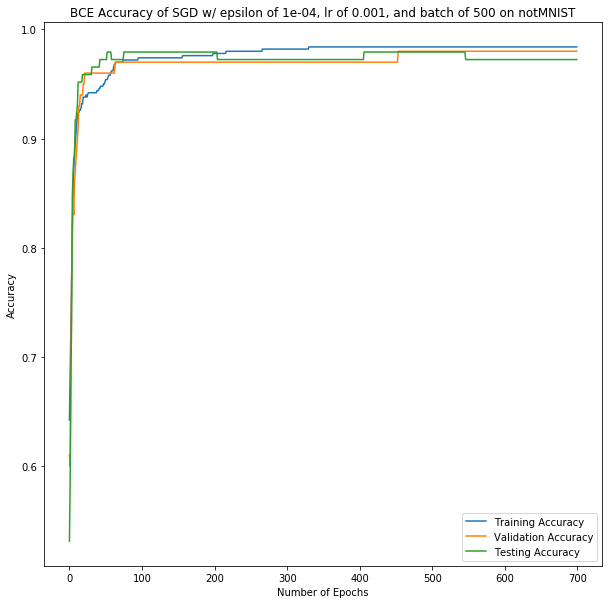 BCE Accuracy of SGD w/ epsilon of 1e-04, lr of 0.001, and batch of 500 on notMNIST
1.0
0.9
0.8
0.7
0.6
Accuracy
0 100 200 300 400 500 600 700
Number of Epochs
Training Accuracy
Validation Accuracy
Testing Accuracy